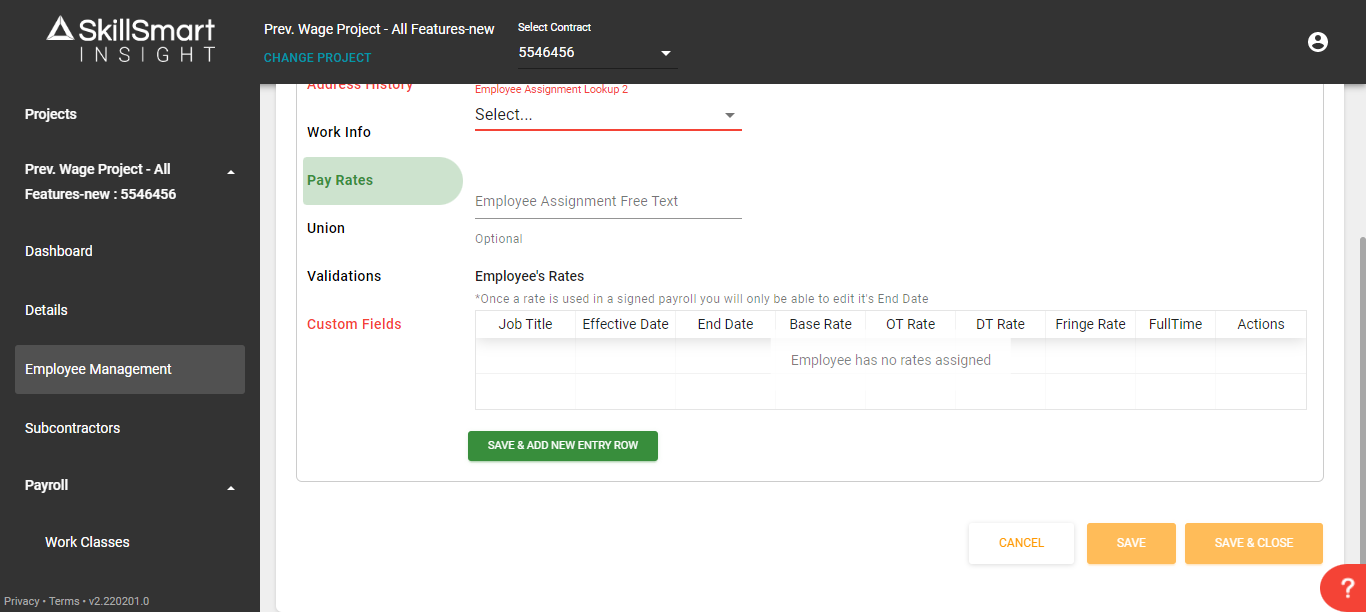 SkillSmart
INSIGHT
Prev. Wage Project - All Features-new
CHANGE PROJECT
Select Contract
5546456
Projects
Prev. Wage Project - All
Features-new : 5546456
Dashboard
Details
Employee Management
Subcontractors
Payroll
Work Classes
Privacy • Terms • v2.220201.0
Address History
Work Info
Pay Rates
Union
Validations
Custom Fields
Employee Assignment Lookup 2
Select...
Employee Assignment Free Text
Optional
Employee's Rates
*Once a rate is used in a signed payroll you will only be able to edit it's End Date
Job Title Effective Date End Date Base Rate OT Rate DT Rate Fringe Rate FullTime Actions
Employee has no rates assigned
SAVE & ADD NEW ENTRY ROW
CANCEL SAVE SAVE & CLOSE
?